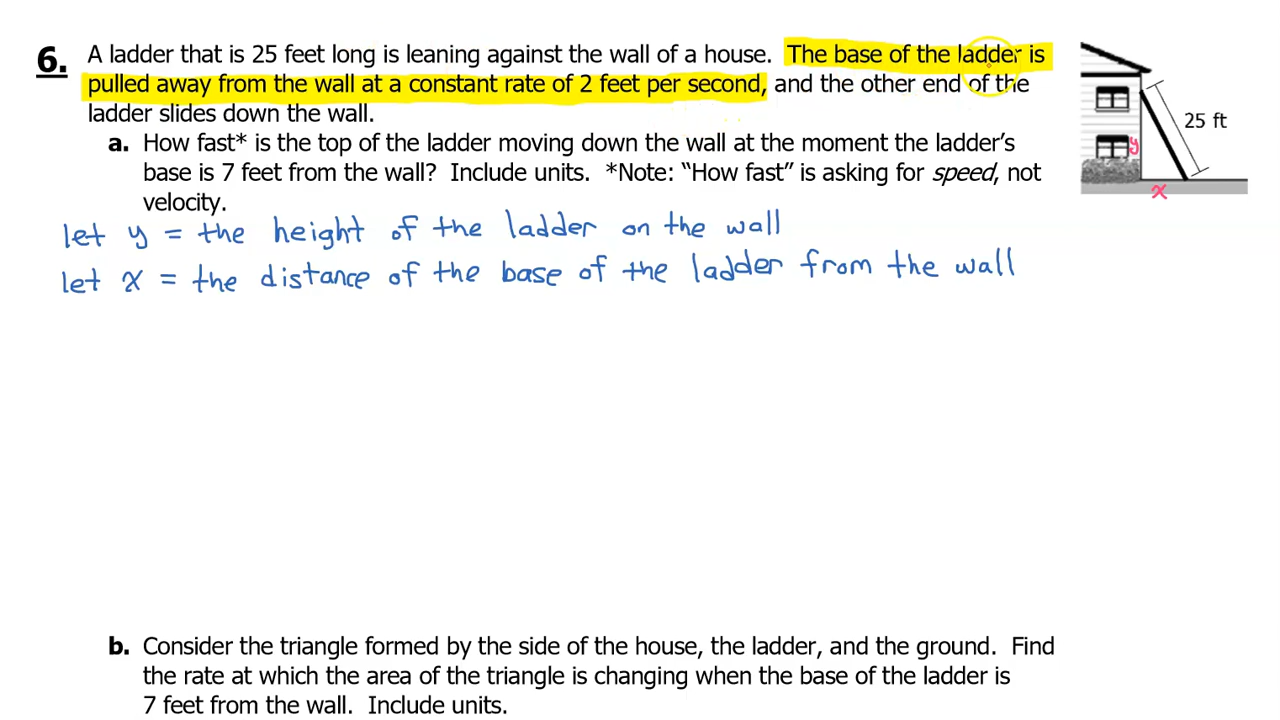 6. A ladder that is 25 feet long is leaning against the wall of a house. The base of the ladder is
pulled away from the wall at a constant rate of 2 feet per second, and the other end of the
ladder slides down the wall.
a. How fast* is the top of the ladder moving down the wall at the moment the ladder’s
base is 7 feet from the wall? Include units. *Note: “How fast” is asking for speed, not
velocity.
let y = the height of the ladder on the wall
let x = the distance of the base of the ladder from the wall
25 ft
y
x
b. Consider the triangle formed by the side of the house, the ladder, and the ground. Find
the rate at which the area of the triangle is changing when the base of the ladder is
7 feet from the wall. Include units.